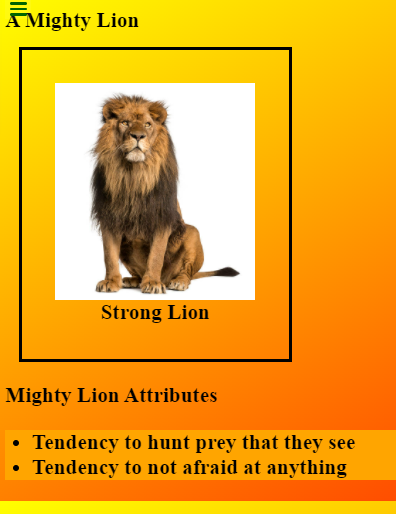 A Mighty Lion
Strong Lion
Mighty Lion Attributes
Tendency to hunt prey that they see
Tendency to not afraid at anything